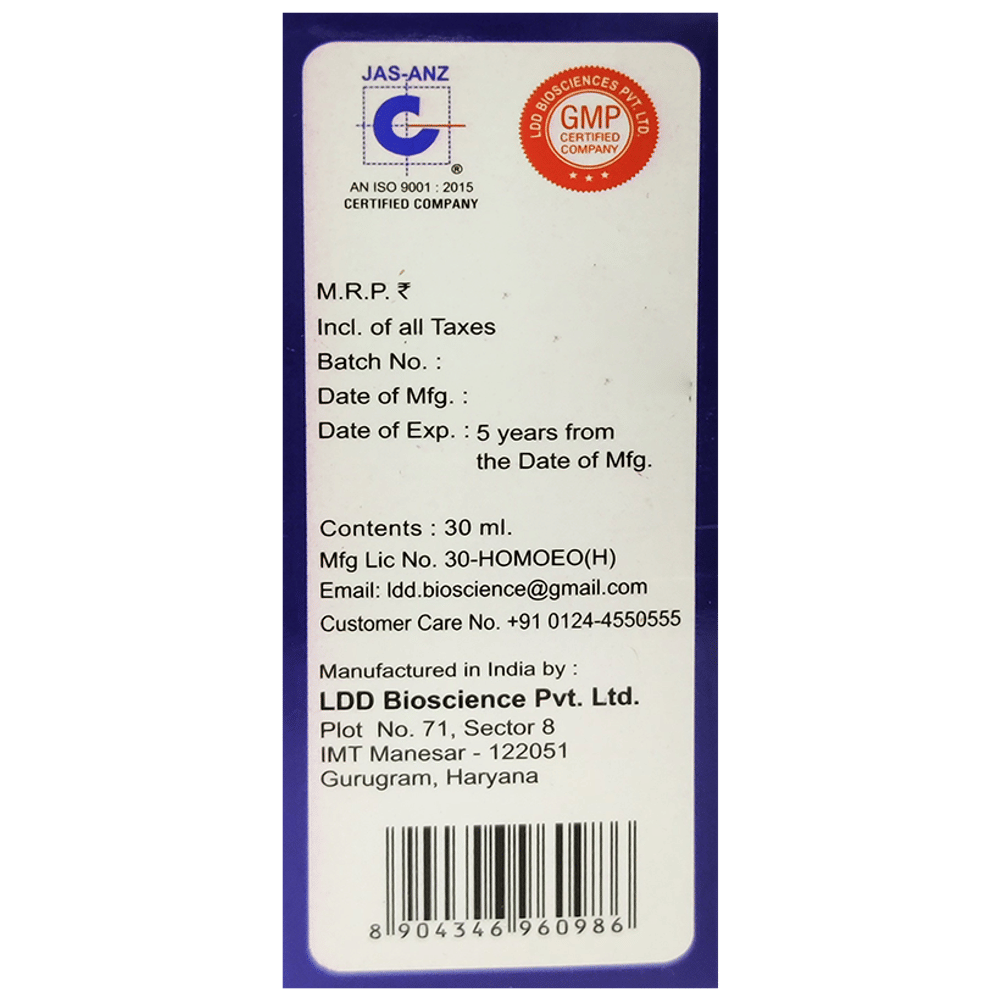 JAS-ANZ
C
®
AN ISO 9001 : 2015
CERTIFIED COMPANY
LDD BIOSCIENCES PVT. LTD.
GMP
CERTIFIED
COMPANY
M.R.P. ₹
Incl. of all Taxes
Batch No. :
Date of Mfg. :
Date of Exp. : 5 years from
the Date of Mfg.
Contents : 30 ml.
Mfg Lic No. 30-HOMOEO(H)
Email: ldd.bioscience@gmail.com
Customer Care No. +91 0124-4550555
Manufactured in India by :
LDD Bioscience Pvt. Ltd.
Plot No. 71, Sector 8
IMT Manesar - 122051
Gurugram, Haryana
8 904346 960986